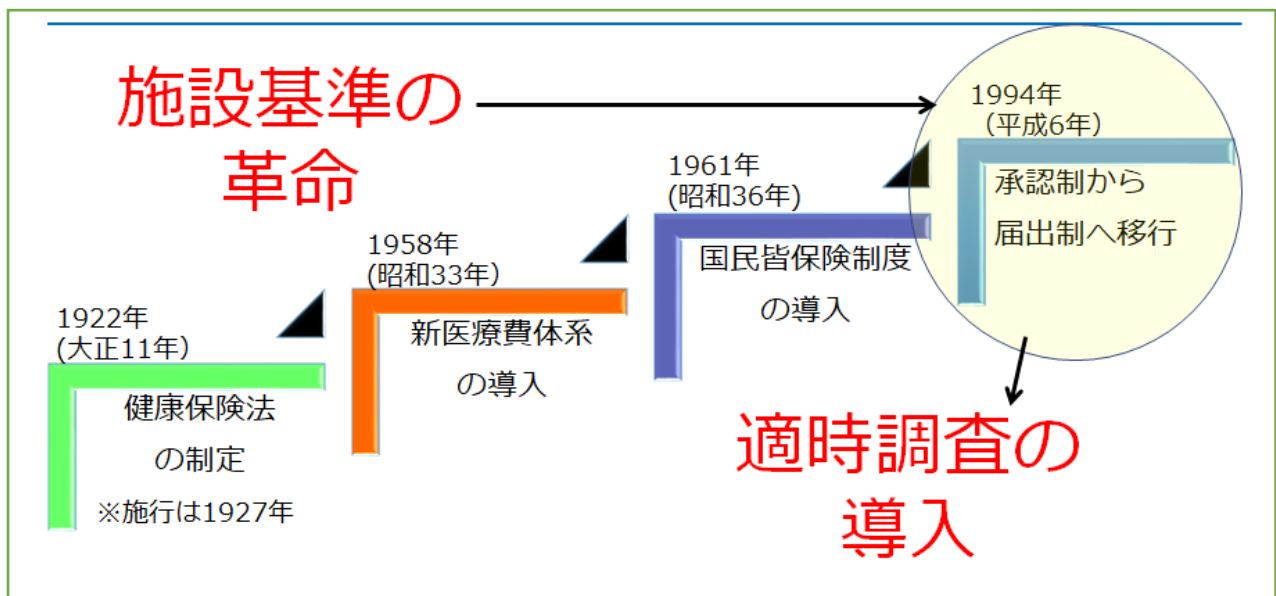 施設基準の
革命
1922年
(大正11年）
健康保険法
の制定
※施行は1927年
1958年
(昭和33年）
新医療費体系
の導入
1961年
(昭和36年)
国民皆保険制度
の導入
1994年
（平成6年）
承認制から
届出制へ移行
適時調査の
導入